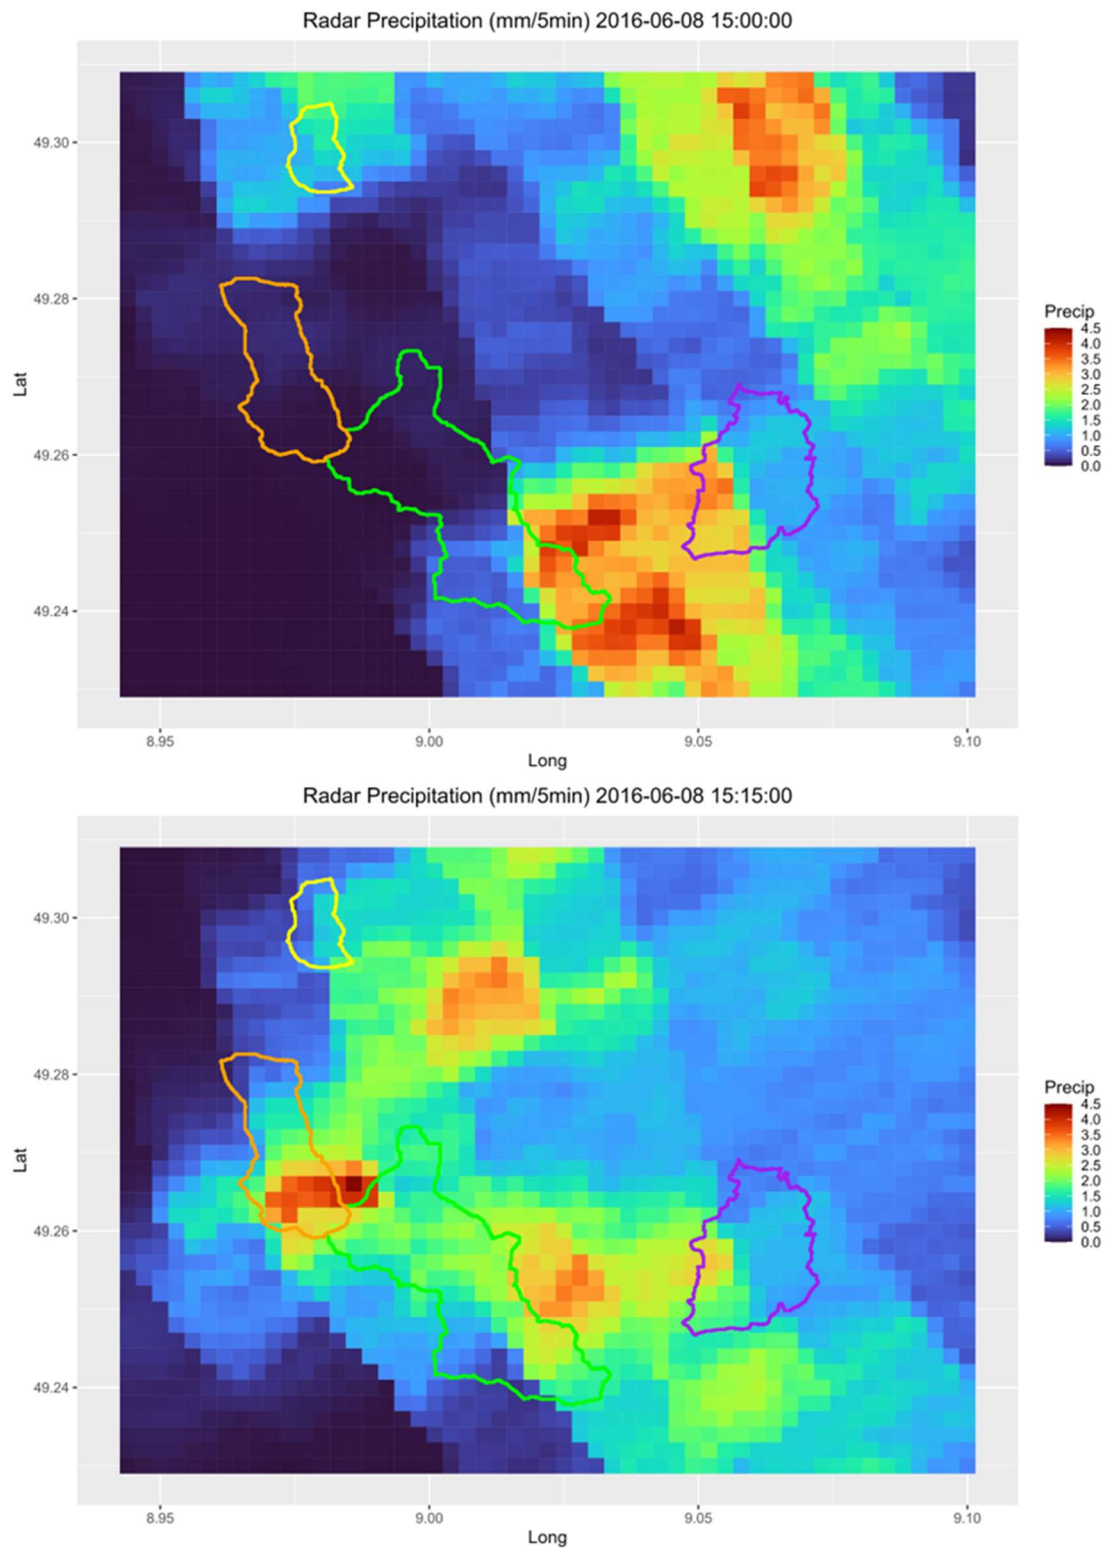 Radar Precipitation (mm/5min) 2016-06-08 15:00:00
49.30
49.28
49.26
49.24
Lat
8.95 9.00 9.05 9.10
Long
Precip
4.5
4.0
3.5
3.0
2.5
2.0
1.5
1.0
0.5
0.0
Radar Precipitation (mm/5min) 2016-06-08 15:15:00
49.30
49.28
49.26
49.24
Lat
8.95 9.00 9.05 9.10
Long
Precip
4.5
4.0
3.5
3.0
2.5
2.0
1.5
1.0
0.5
0.0